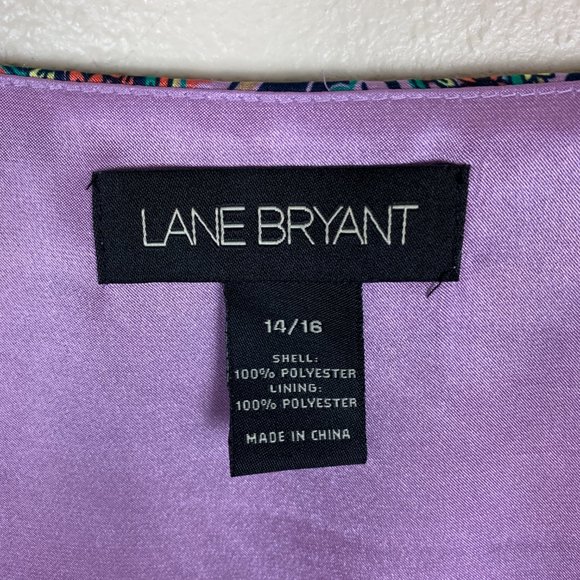 LANE BRYANT
14/16
SHELL:
100% POLYESTER
LINING:
100% POLYESTER
MADE IN CHINA